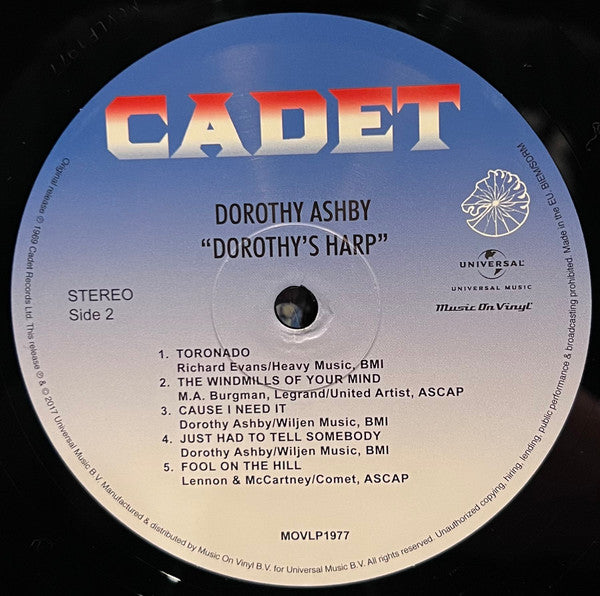 MOVLP1977
CADET
DOROTHY ASHBY
“DOROTHY’S HARP”
UNIVERSAL
UNIVERSAL MUSIC
Music On Vinyl
STEREO
Side 2
1. TORONADO
Richard Evans/Heavy Music, BMI
2. THE WINDMILLS OF YOUR MIND
M.A. Burgman, Legrand/United Artist, ASCAP
3. CAUSE I NEED IT
Dorothy Ashby/Wiljen Music, BMI
4. JUST HAD TO TELL SOMEBODY
Dorothy Ashby/Wiljen Music, BMI
5. FOOL ON THE HILL
Lennon & McCartney/Comet, ASCAP
MOVLP1977
Original release ℗ 1969 Cadet Records Ltd. This release ℗ & © 2017 Universal Music B.V. Manufactured & distributed by Music On Vinyl B.V. for Universal Music B.V. All rights reserved. Unauthorized copying, hiring, lending, public performance & broadcasting prohibited. Made in the EU. BIEM/SDRM